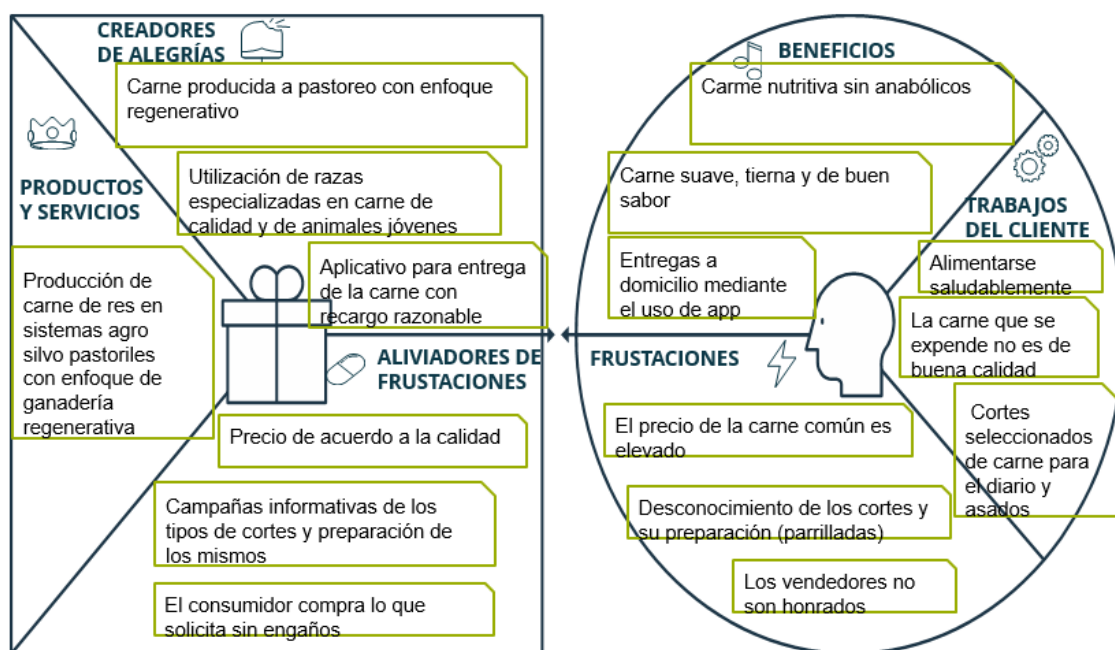 CREADORES
DE ALEGRÍAS
Carne producida a pastoreo con enfoque
regenerativo
Utilización de razas
especializadas en carne de
calidad y de animales jóvenes
PRODUCTOS
Y SERVICIOS
Producción de
carne de res en
sistemas agro
silvo pastoriles
con enfoque de
ganadería
regenerativa
Aplicativo para entrega
de la carne con
recargo razonable
ALIVIADORES DE
FRUSTACIONES
Precio de acuerdo a la calidad
Campañas informativas de los
tipos de cortes y preparación de
los mismos
El consumidor compra lo que
solicita sin engaños
BENEFICIOS
Carme nutritiva sin anabólicos
Carne suave, tierna y de buen
sabor
Entregas a
domicilio mediante
el uso de app
TRABAJOS
DEL CLIENTE
Alimentarse
saludablemente
La carne que se
expende no es de
buena calidad
Cortes
seleccionados
de carne para
el diario y
asados
FRUSTACIONES
El precio de la carne común es
elevado
Desconocimiento de los cortes y
su preparación (parrilladas)
Los vendedores no
son honrados